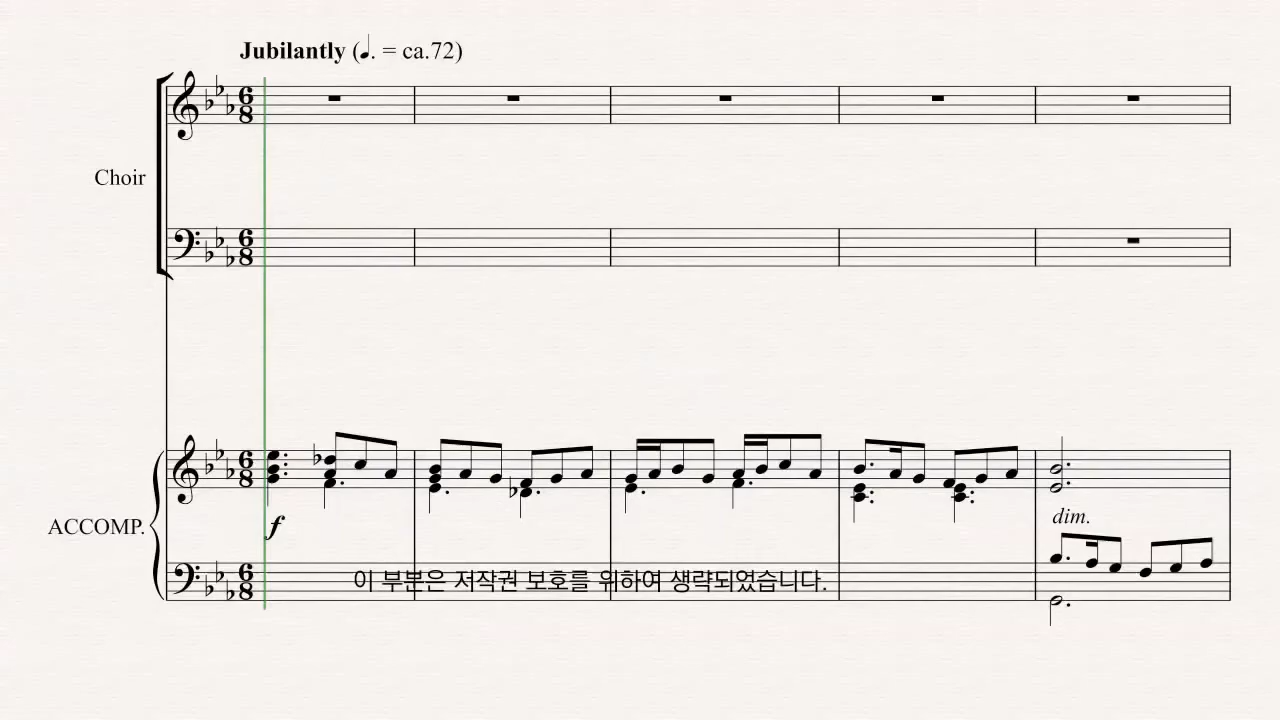 Jubilantly (♩. = ca.72)
Choir
ACCOMP.
f
dim.
이 부분은 저작권 보호를 위하여 생략되었습니다.